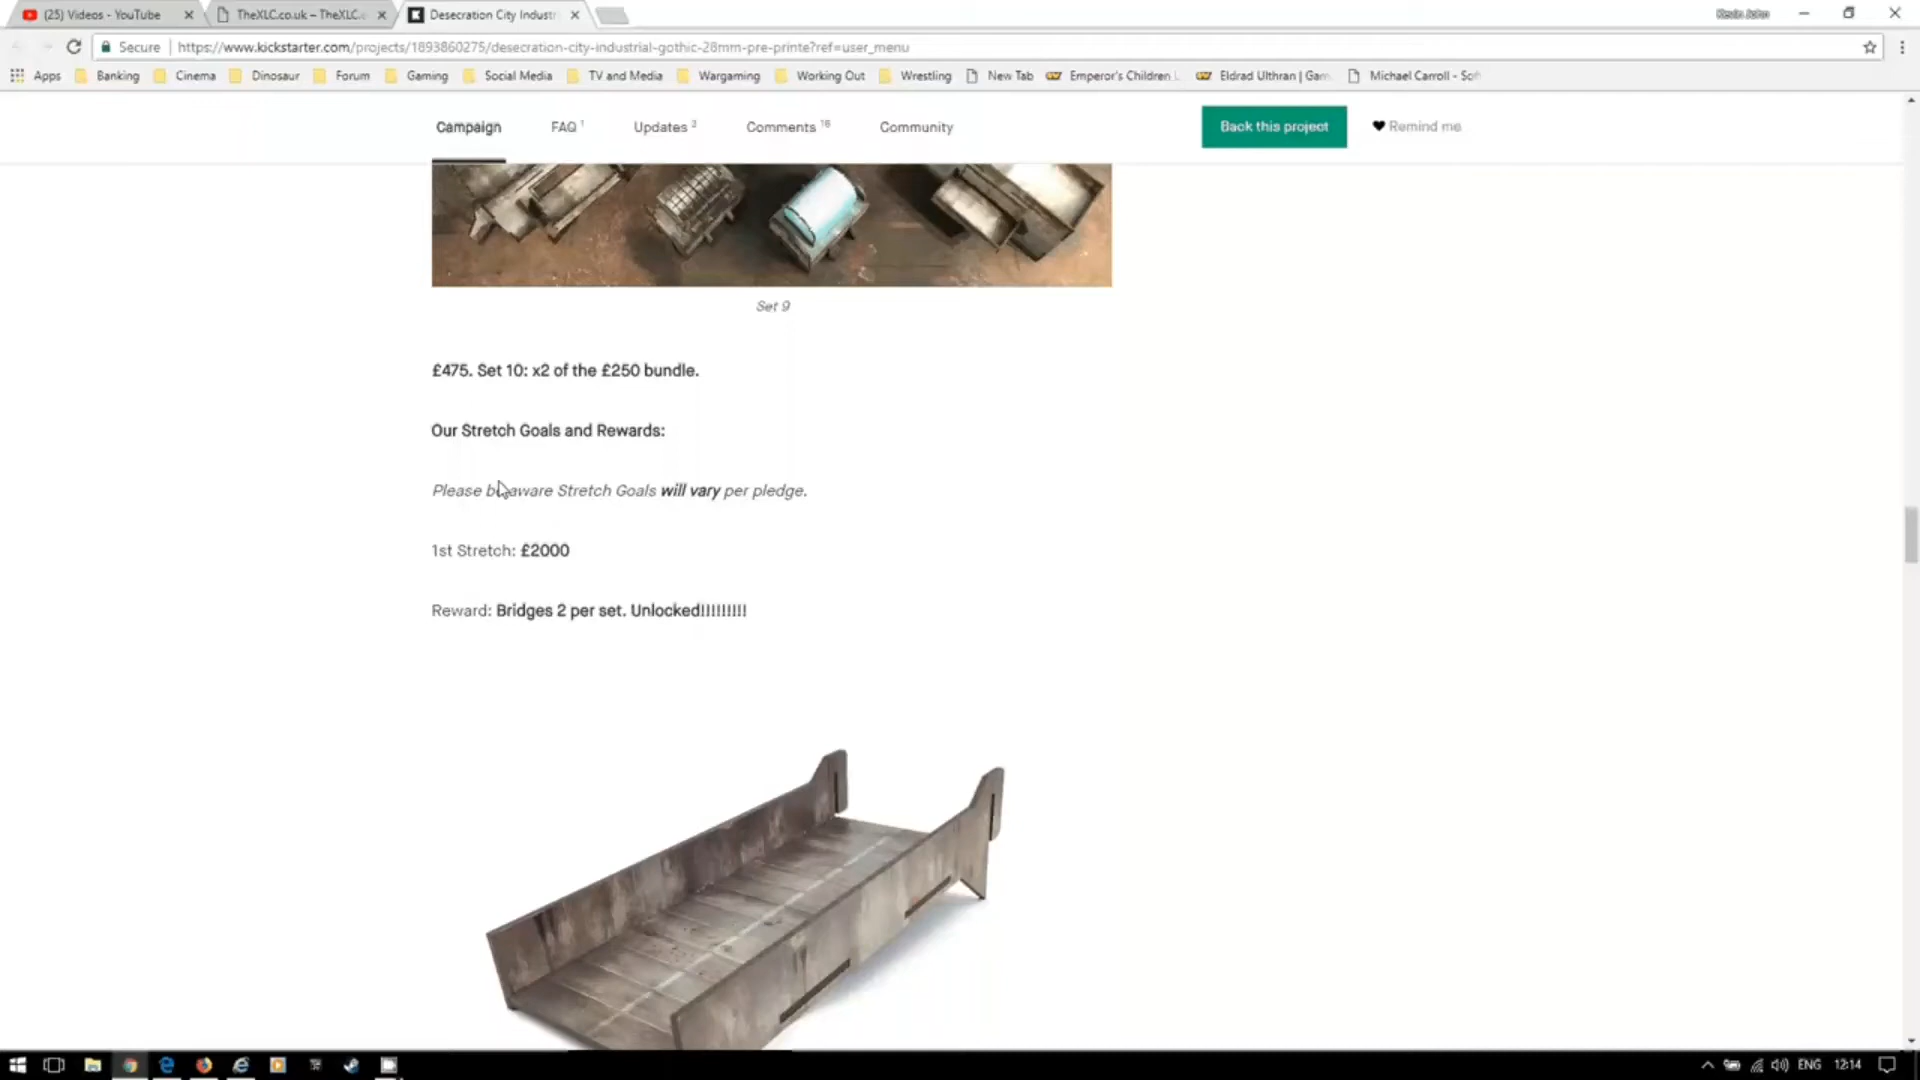 (25) Videos - YouTube
TheXLC.co.uk – TheXLC.
Desecration City Industr
Kevin John
Secure
https://www.kickstarter.com/projects/1893860275/desecration-city-industrial-gothic-28mm-pre-printe?ref=user_menu
Apps Banking Cinema Dinosaur Forum Gaming Social Media TV and Media Wargaming Working Out Wrestling New Tab Emperor's Children Eldrad Ulthran | Gam Michael Carroll - Sof
Campaign FAQ 1 Updates Comments 16 Community
Back this project Remind me
Set 9
£475. Set 10: x2 of the £250 bundle.
Our Stretch Goals and Rewards:
Please be aware Stretch Goals will vary per pledge.
1st Stretch: £2000
Reward: Bridges 2 per set. Unlocked!!!!!!!!!
ENG 12:14